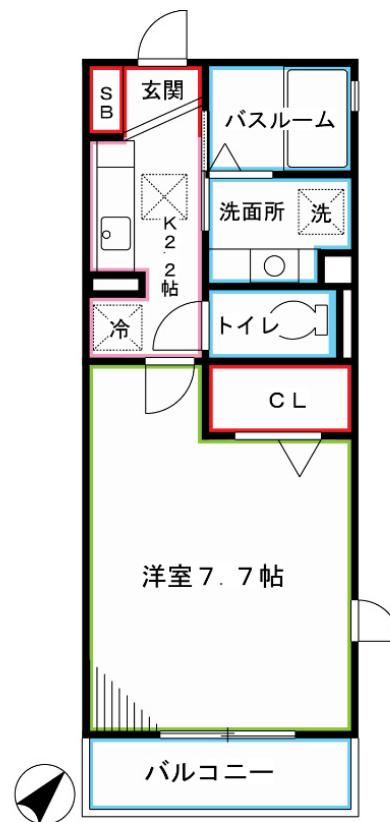 SB
玄関
バスルーム
K2.2帖
洗面所
洗
冷
トイレ
CL
洋室7.7帖
バルコニー